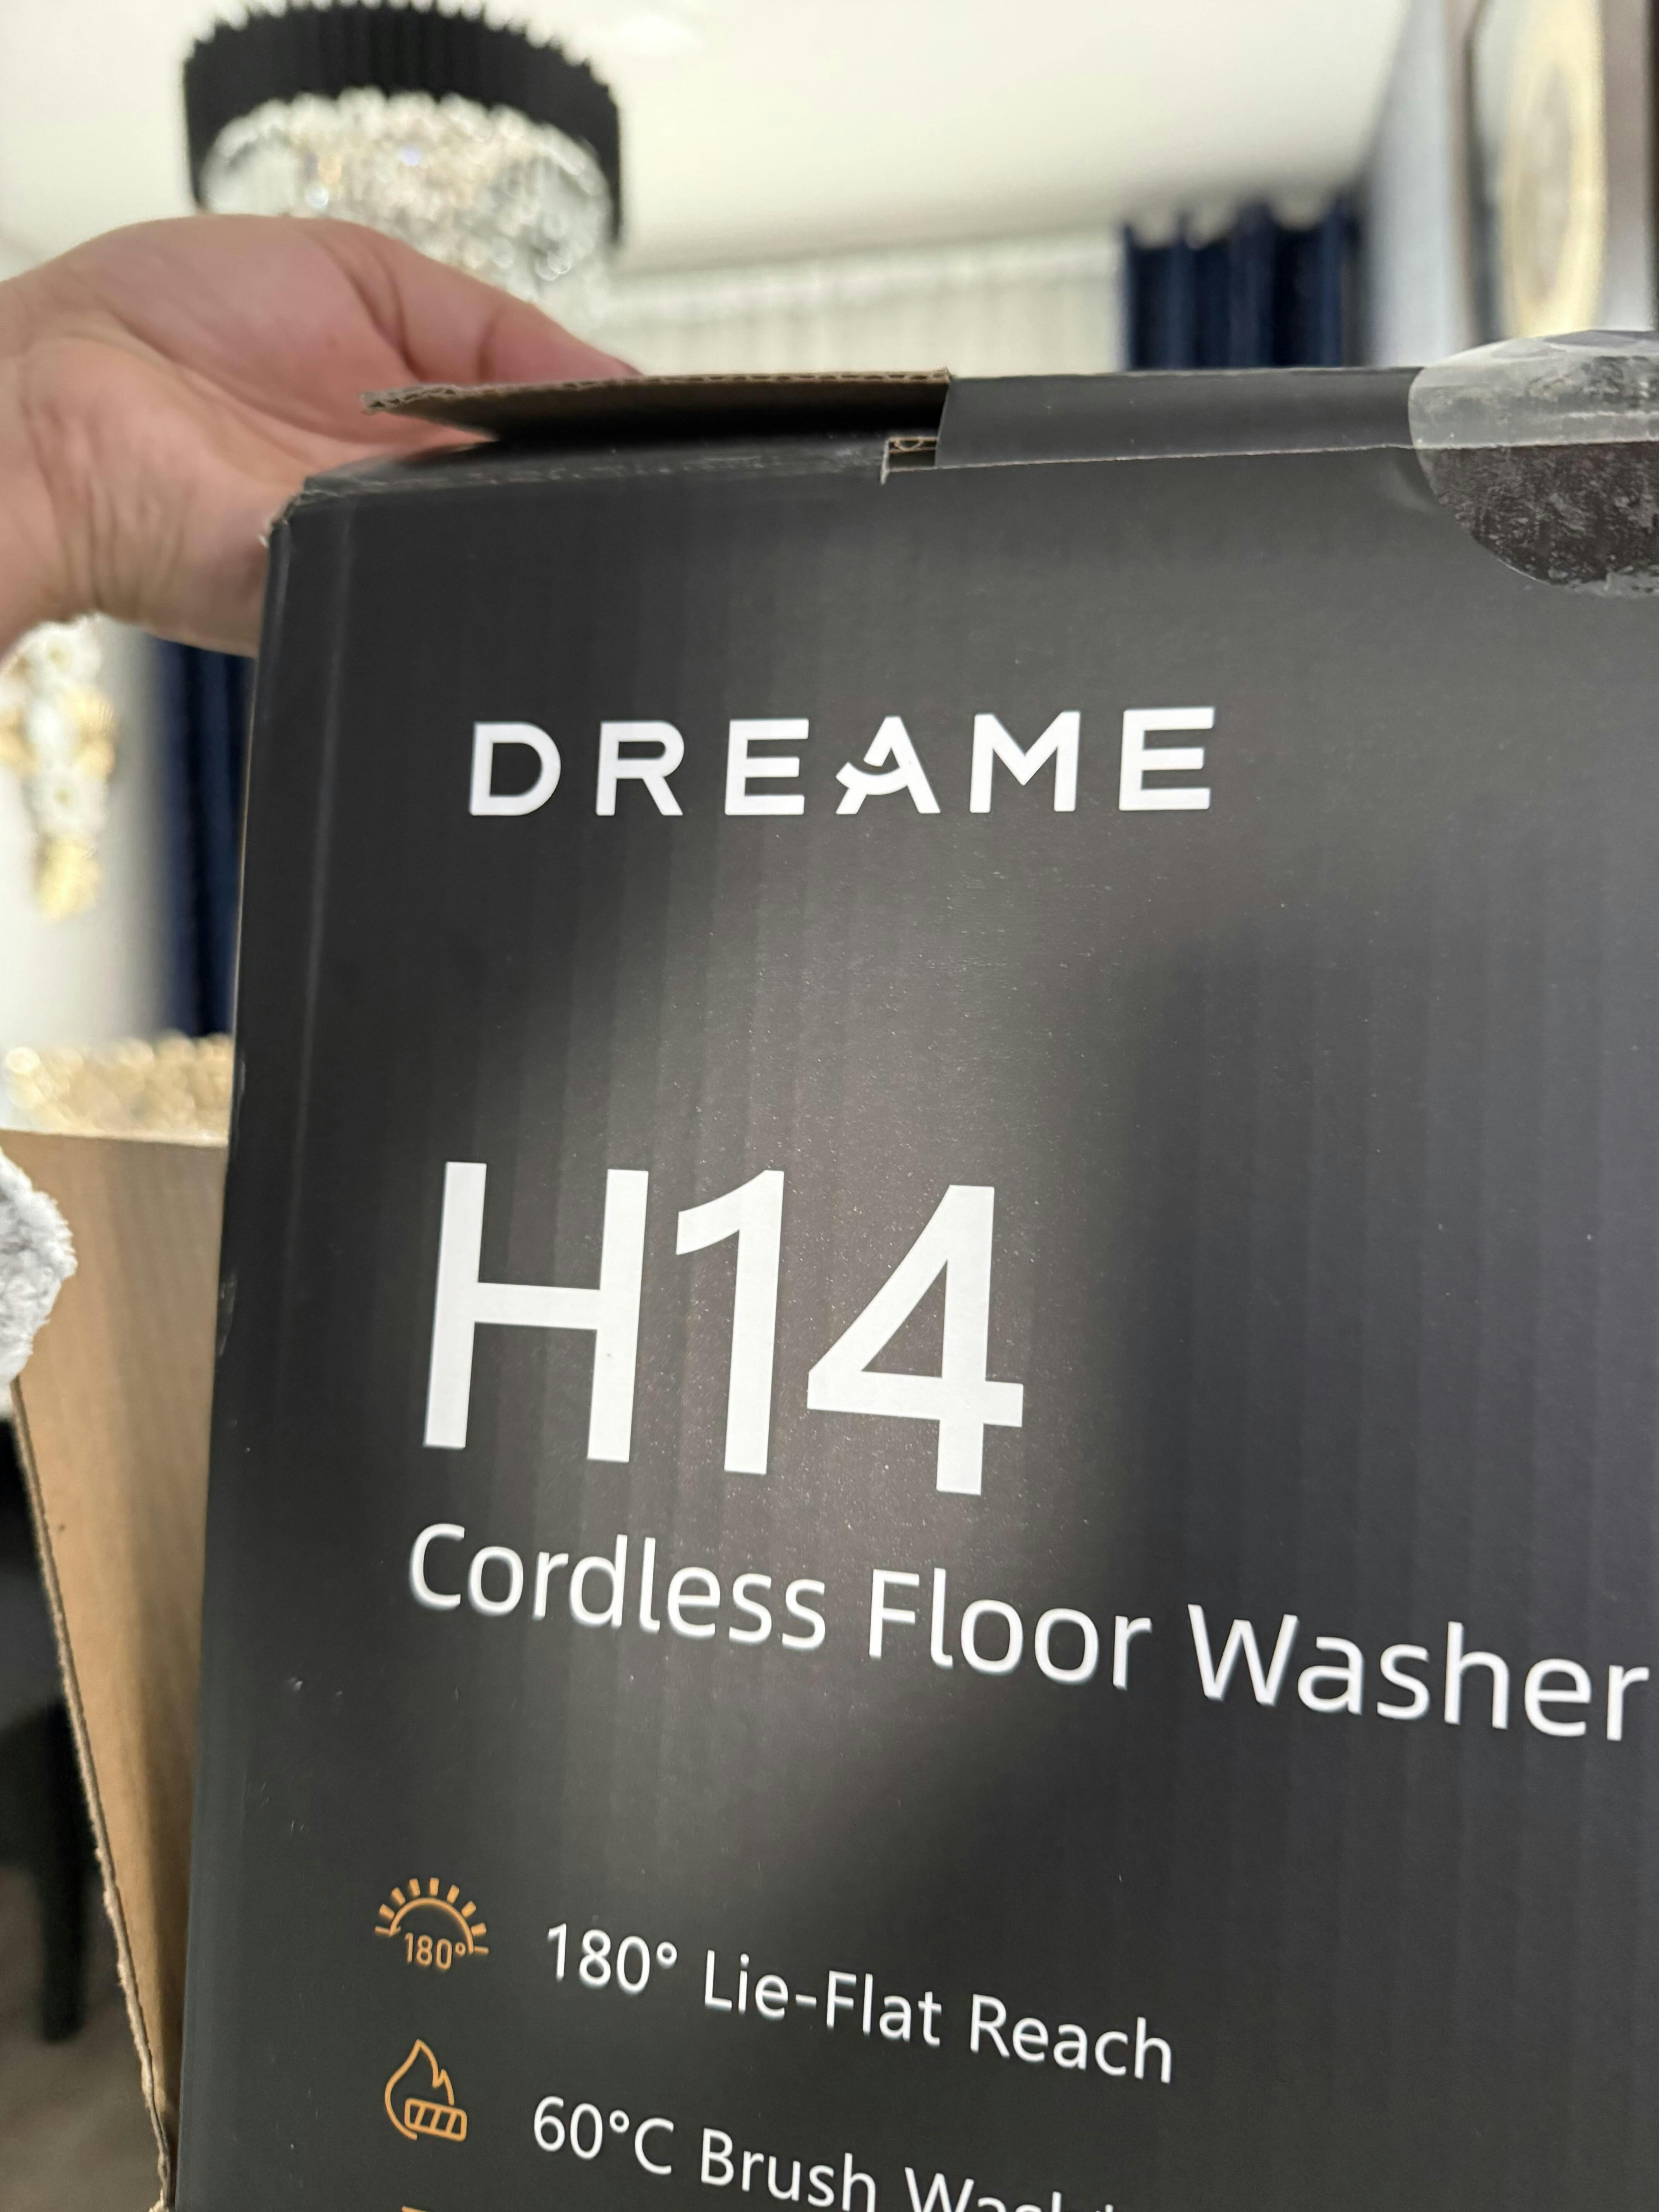 DREAME
H14
Cordless Floor Washer
180°
180° Lie-Flat Reach
60°C Brush